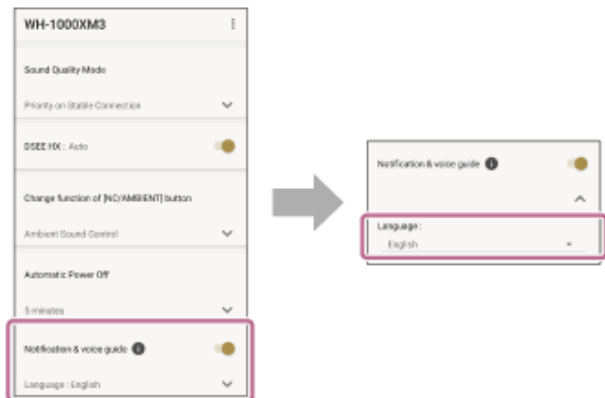 WH-1000XM3
Sound Quality Mode
Priority on Stable Connection
DSEE HX : Auto
Change function of [NC/AMBIENT] button
Ambient Sound Control
Automatic Power Off
5 minutes
Notification & voice guide
Language : English
Notification & voice guide
Language :
English